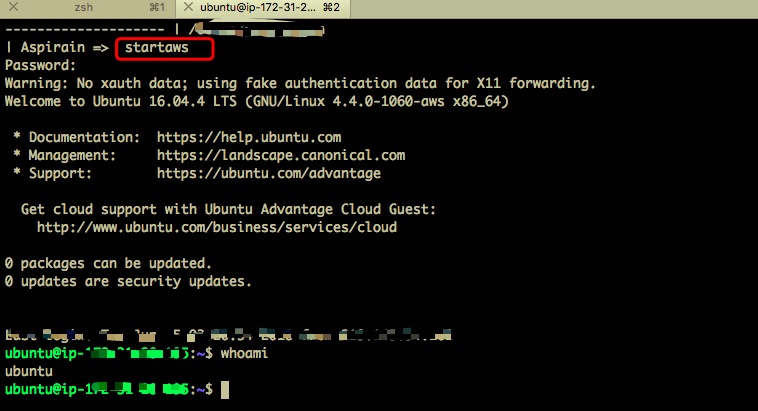 zsh ⌘1 ubuntu@ip-172-31-2... ⌘2
-------------------- | /
| Aspirain => startaws
Password:
Warning: No xauth data; using fake authentication data for X11 forwarding.
Welcome to Ubuntu 16.04.4 LTS (GNU/Linux 4.4.0-1060-aws x86_64)
* Documentation: https://help.ubuntu.com
* Management: https://landscape.canonical.com
* Support: https://ubuntu.com/advantage
Get cloud support with Ubuntu Advantage Cloud Guest:
http://www.ubuntu.com/business/services/cloud
0 packages can be updated.
0 updates are security updates.
ubuntu@ip-172-31 :~$ whoami
ubuntu
ubuntu@ip-172-31 :~$